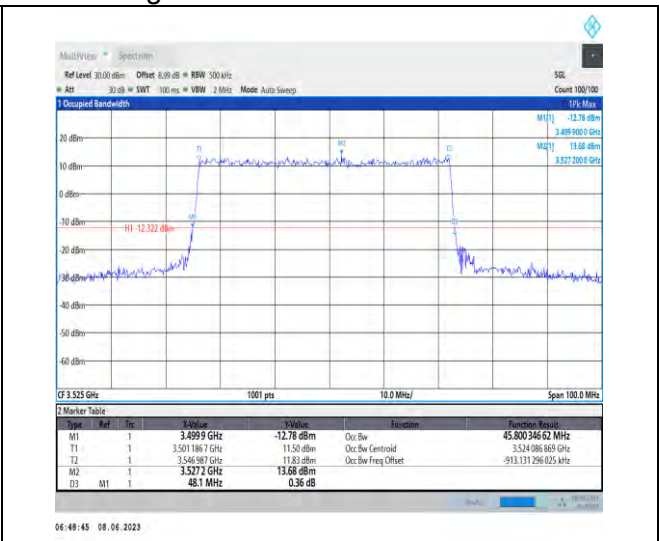 MultiView Spectrum
Ref Level 30.00 dBm Offset 8.99 dB RBW 500 kHz SGL
Att 30 dB SWT 100 ms VBW 2 MHz Mode Auto Sweep Count 100/100
1 Occupied Bandwidth 1Pk Max
M1[1] -12.78 dBm
3.499 900 0 GHz
20 dBm M2[1] 13.68 dBm
T1 M2 T2
10 dBm 3.527 200 0 GHz
0 dBm
-10 dBm M1 D3
H1 -12.322 dBm
-20 dBm
-30 dBm
-40 dBm
-50 dBm
-60 dBm
CF 3.525 GHz 1001 pts 10.0 MHz/ Span 100.0 MHz
2 Marker Table
Type Ref Trc X-Value Y-Value Function Function Result
M1 1 3.4999 GHz -12.78 dBm Occ Bw 45.800 346 62 MHz
T1 1 3.501 186 7 GHz 11.50 dBm Occ Bw Centroid 3.524 086 869 GHz
T2 1 3.546 987 GHz 11.83 dBm Occ Bw Freq Offset -913.131 296 025 kHz
M2 1 3.527 2 GHz 13.68 dBm
D3 M1 1 48.1 MHz 0.36 dB
06:49:45 08.06.2023